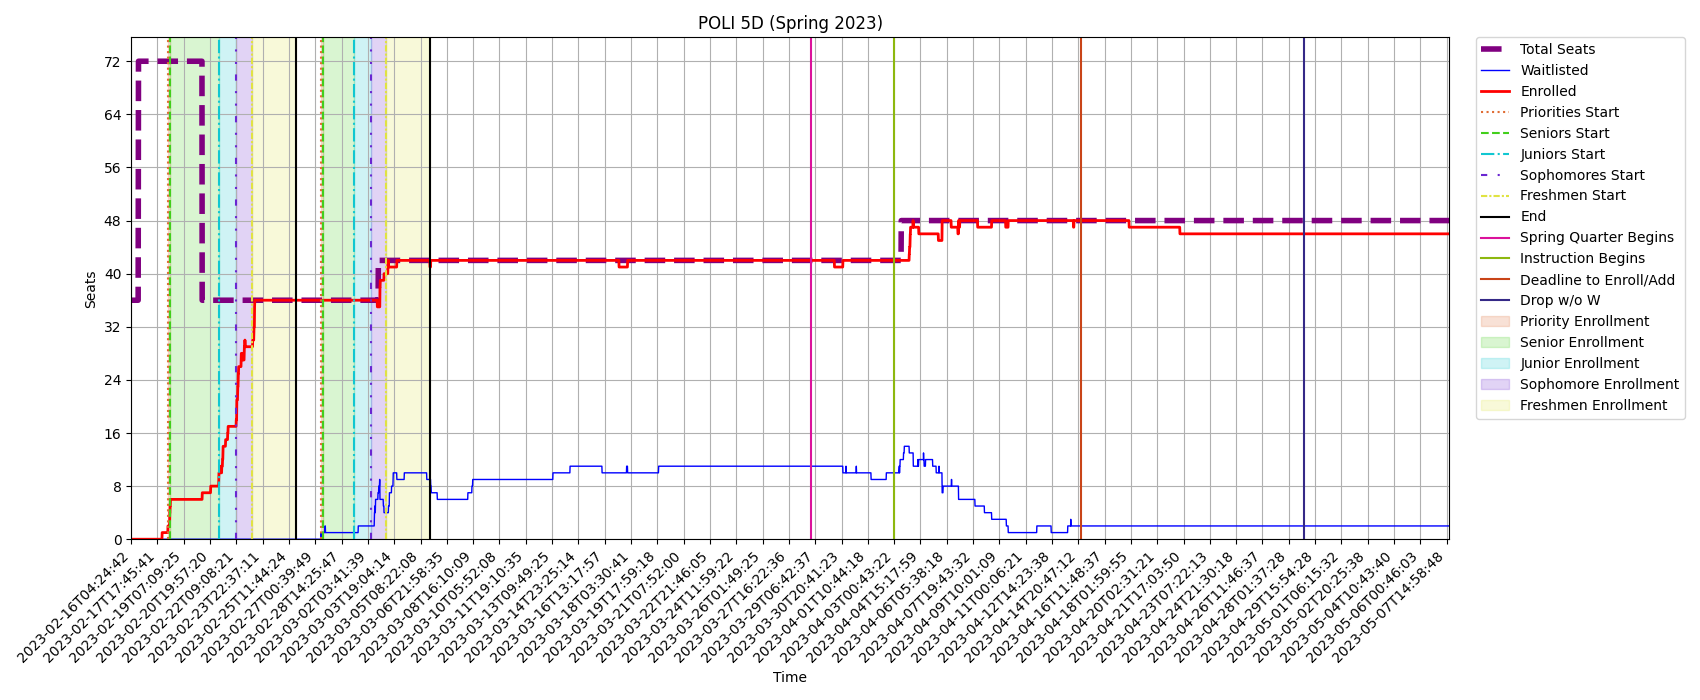 POLI 5D (Spring 2023)
Seats
72
64
56
48
40
32
24
16
8
0
2023-02-16T04:24:42
2023-02-17T17:45:41
2023-02-19T07:09:25
2023-02-20T19:57:20
2023-02-22T09:08:21
2023-02-23T22:37:11
2023-02-25T11:44:24
2023-02-27T00:39:49
2023-02-28T14:25:47
2023-03-02T03:41:39
2023-03-03T19:04:14
2023-03-05T08:22:08
2023-03-06T21:58:35
2023-03-08T16:10:09
2023-03-10T05:52:08
2023-03-11T19:10:35
2023-03-13T09:49:25
2023-03-14T23:25:14
2023-03-16T13:17:57
2023-03-18T03:30:41
2023-03-19T17:59:18
2023-03-21T07:52:00
2023-03-22T21:46:05
2023-03-24T11:59:22
2023-03-26T01:49:25
2023-03-27T16:22:36
2023-03-29T06:42:37
2023-03-30T20:41:23
2023-04-01T10:44:18
2023-04-03T00:43:22
2023-04-04T15:17:59
2023-04-06T05:38:18
2023-04-07T19:43:32
2023-04-09T10:01:09
2023-04-11T00:06:21
2023-04-12T14:23:38
2023-04-14T20:47:12
2023-04-16T11:48:37
2023-04-18T01:59:55
2023-04-20T02:31:21
2023-04-21T17:03:50
2023-04-23T07:22:13
2023-04-24T21:30:18
2023-04-26T11:46:37
2023-04-28T01:37:28
2023-04-29T15:54:28
2023-05-01T06:15:32
2023-05-02T20:25:38
2023-05-04T10:43:40
2023-05-06T00:46:03
2023-05-07T14:58:48
Time
Total Seats
Waitlisted
Enrolled
Priorities Start
Seniors Start
Juniors Start
Sophomores Start
Freshmen Start
End
Spring Quarter Begins
Instruction Begins
Deadline to Enroll/Add
Drop w/o W
Priority Enrollment
Senior Enrollment
Junior Enrollment
Sophomore Enrollment
Freshmen Enrollment